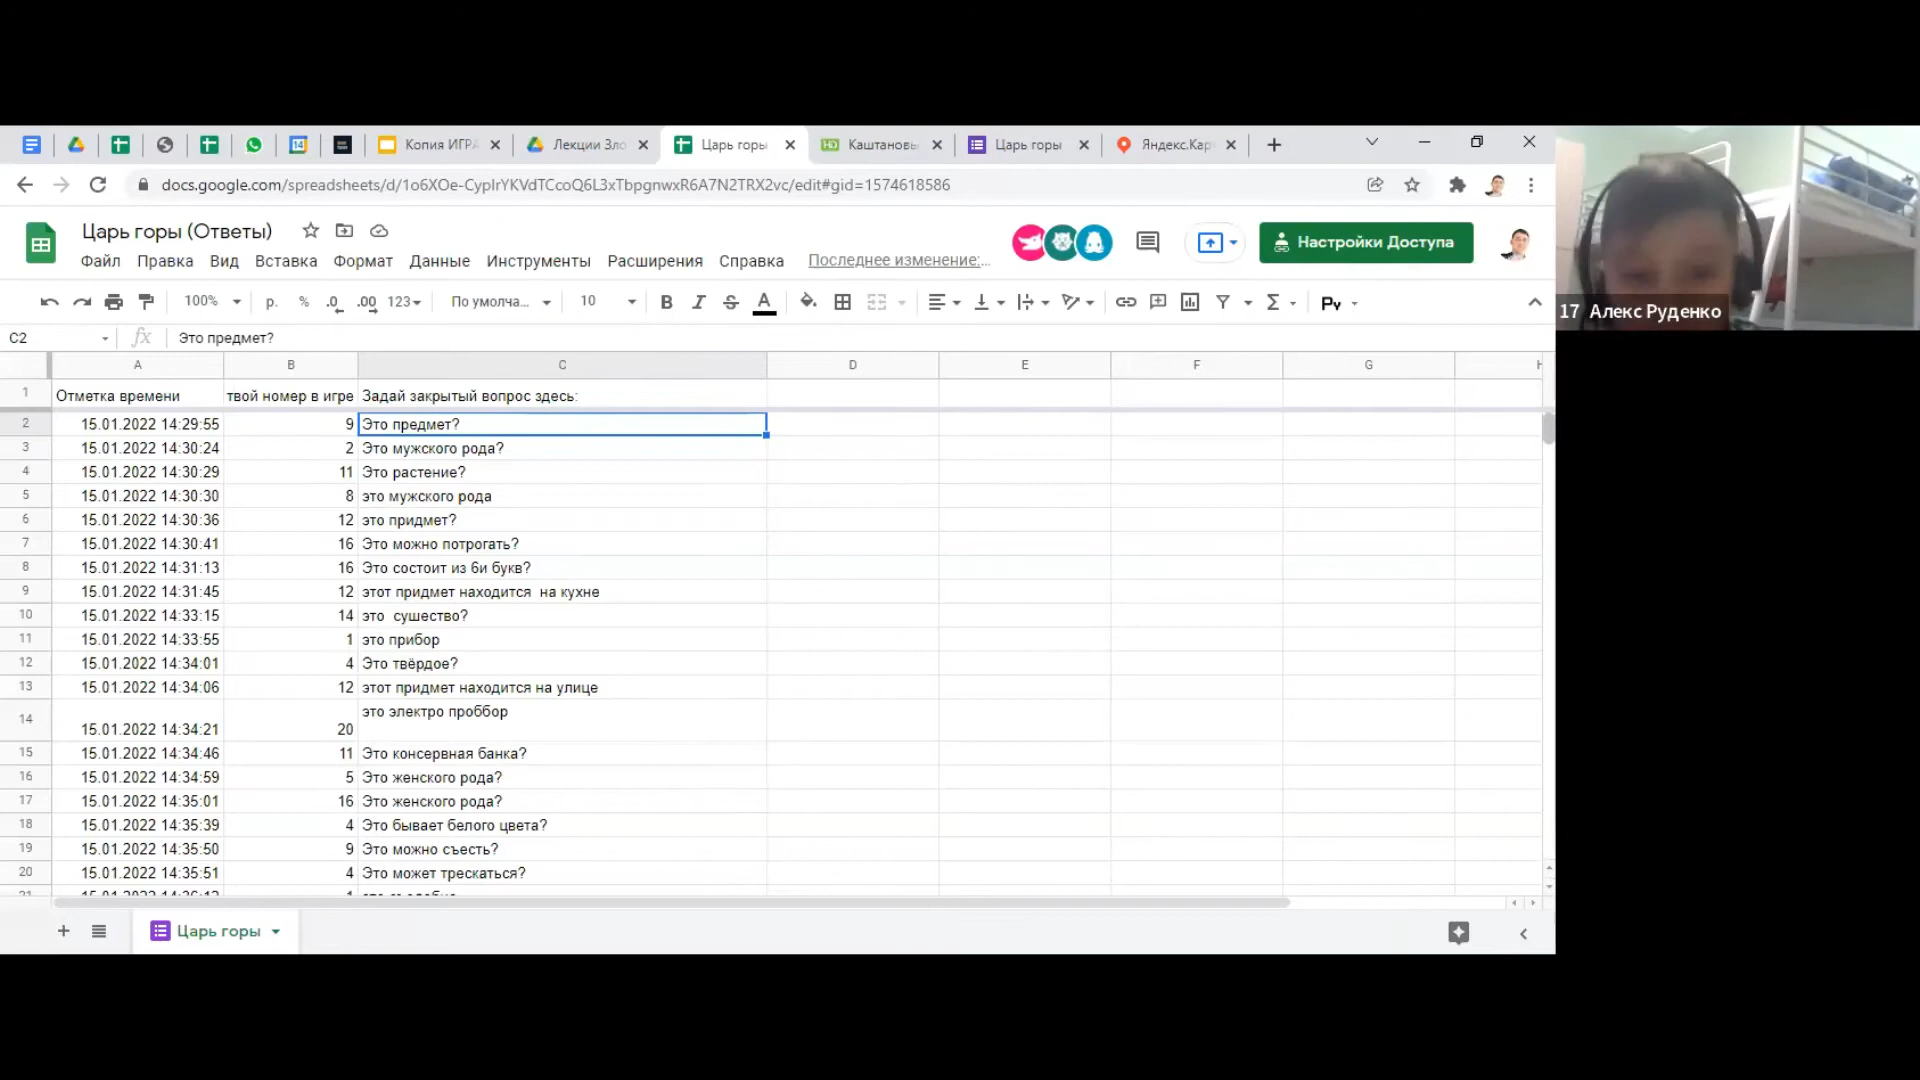 Копия ИГРА
Лекции Зло
Царь горы
Каштановы
Царь горы
Яндекс.Кар
docs.google.com/spreadsheets/d/1o6XOe-CypIrYKVdTCcoQ6L3xTbpgnwxR6A7N2TRX2vc/edit#gid=1574618586
Царь горы (Ответы)
Файл Правка Вид Вставка Формат Данные Инструменты Расширения Справка Последнее изменение:...
Настройки Доступа
100% р. % .0 .00 123 По умолча... 10 B I S A Σ Ру
17 Алекс Руденко
C2 fx Это предмет?
A B C D E F G H
1 Отметка времени твой номер в игре Задай закрытый вопрос здесь:
2 15.01.2022 14:29:55 9 Это предмет?
3 15.01.2022 14:30:24 2 Это мужского рода?
4 15.01.2022 14:30:29 11 Это растение?
5 15.01.2022 14:30:30 8 это мужского рода
6 15.01.2022 14:30:36 12 это придмет?
7 15.01.2022 14:30:41 16 Это можно потрогать?
8 15.01.2022 14:31:13 16 Это состоит из 6и букв?
9 15.01.2022 14:31:45 12 этот придмет находится на кухне
10 15.01.2022 14:33:15 14 это сушество?
11 15.01.2022 14:33:55 1 это прибор
12 15.01.2022 14:34:01 4 Это твёрдое?
13 15.01.2022 14:34:06 12 этот придмет находится на улице
14 15.01.2022 14:34:21 20 это электро проббор
15 15.01.2022 14:34:46 11 Это консервная банка?
16 15.01.2022 14:34:59 5 Это женского рода?
17 15.01.2022 14:35:01 16 Это женского рода?
18 15.01.2022 14:35:39 4 Это бывает белого цвета?
19 15.01.2022 14:35:50 9 Это можно съесть?
20 15.01.2022 14:35:51 4 Это может трескаться?
Царь горы